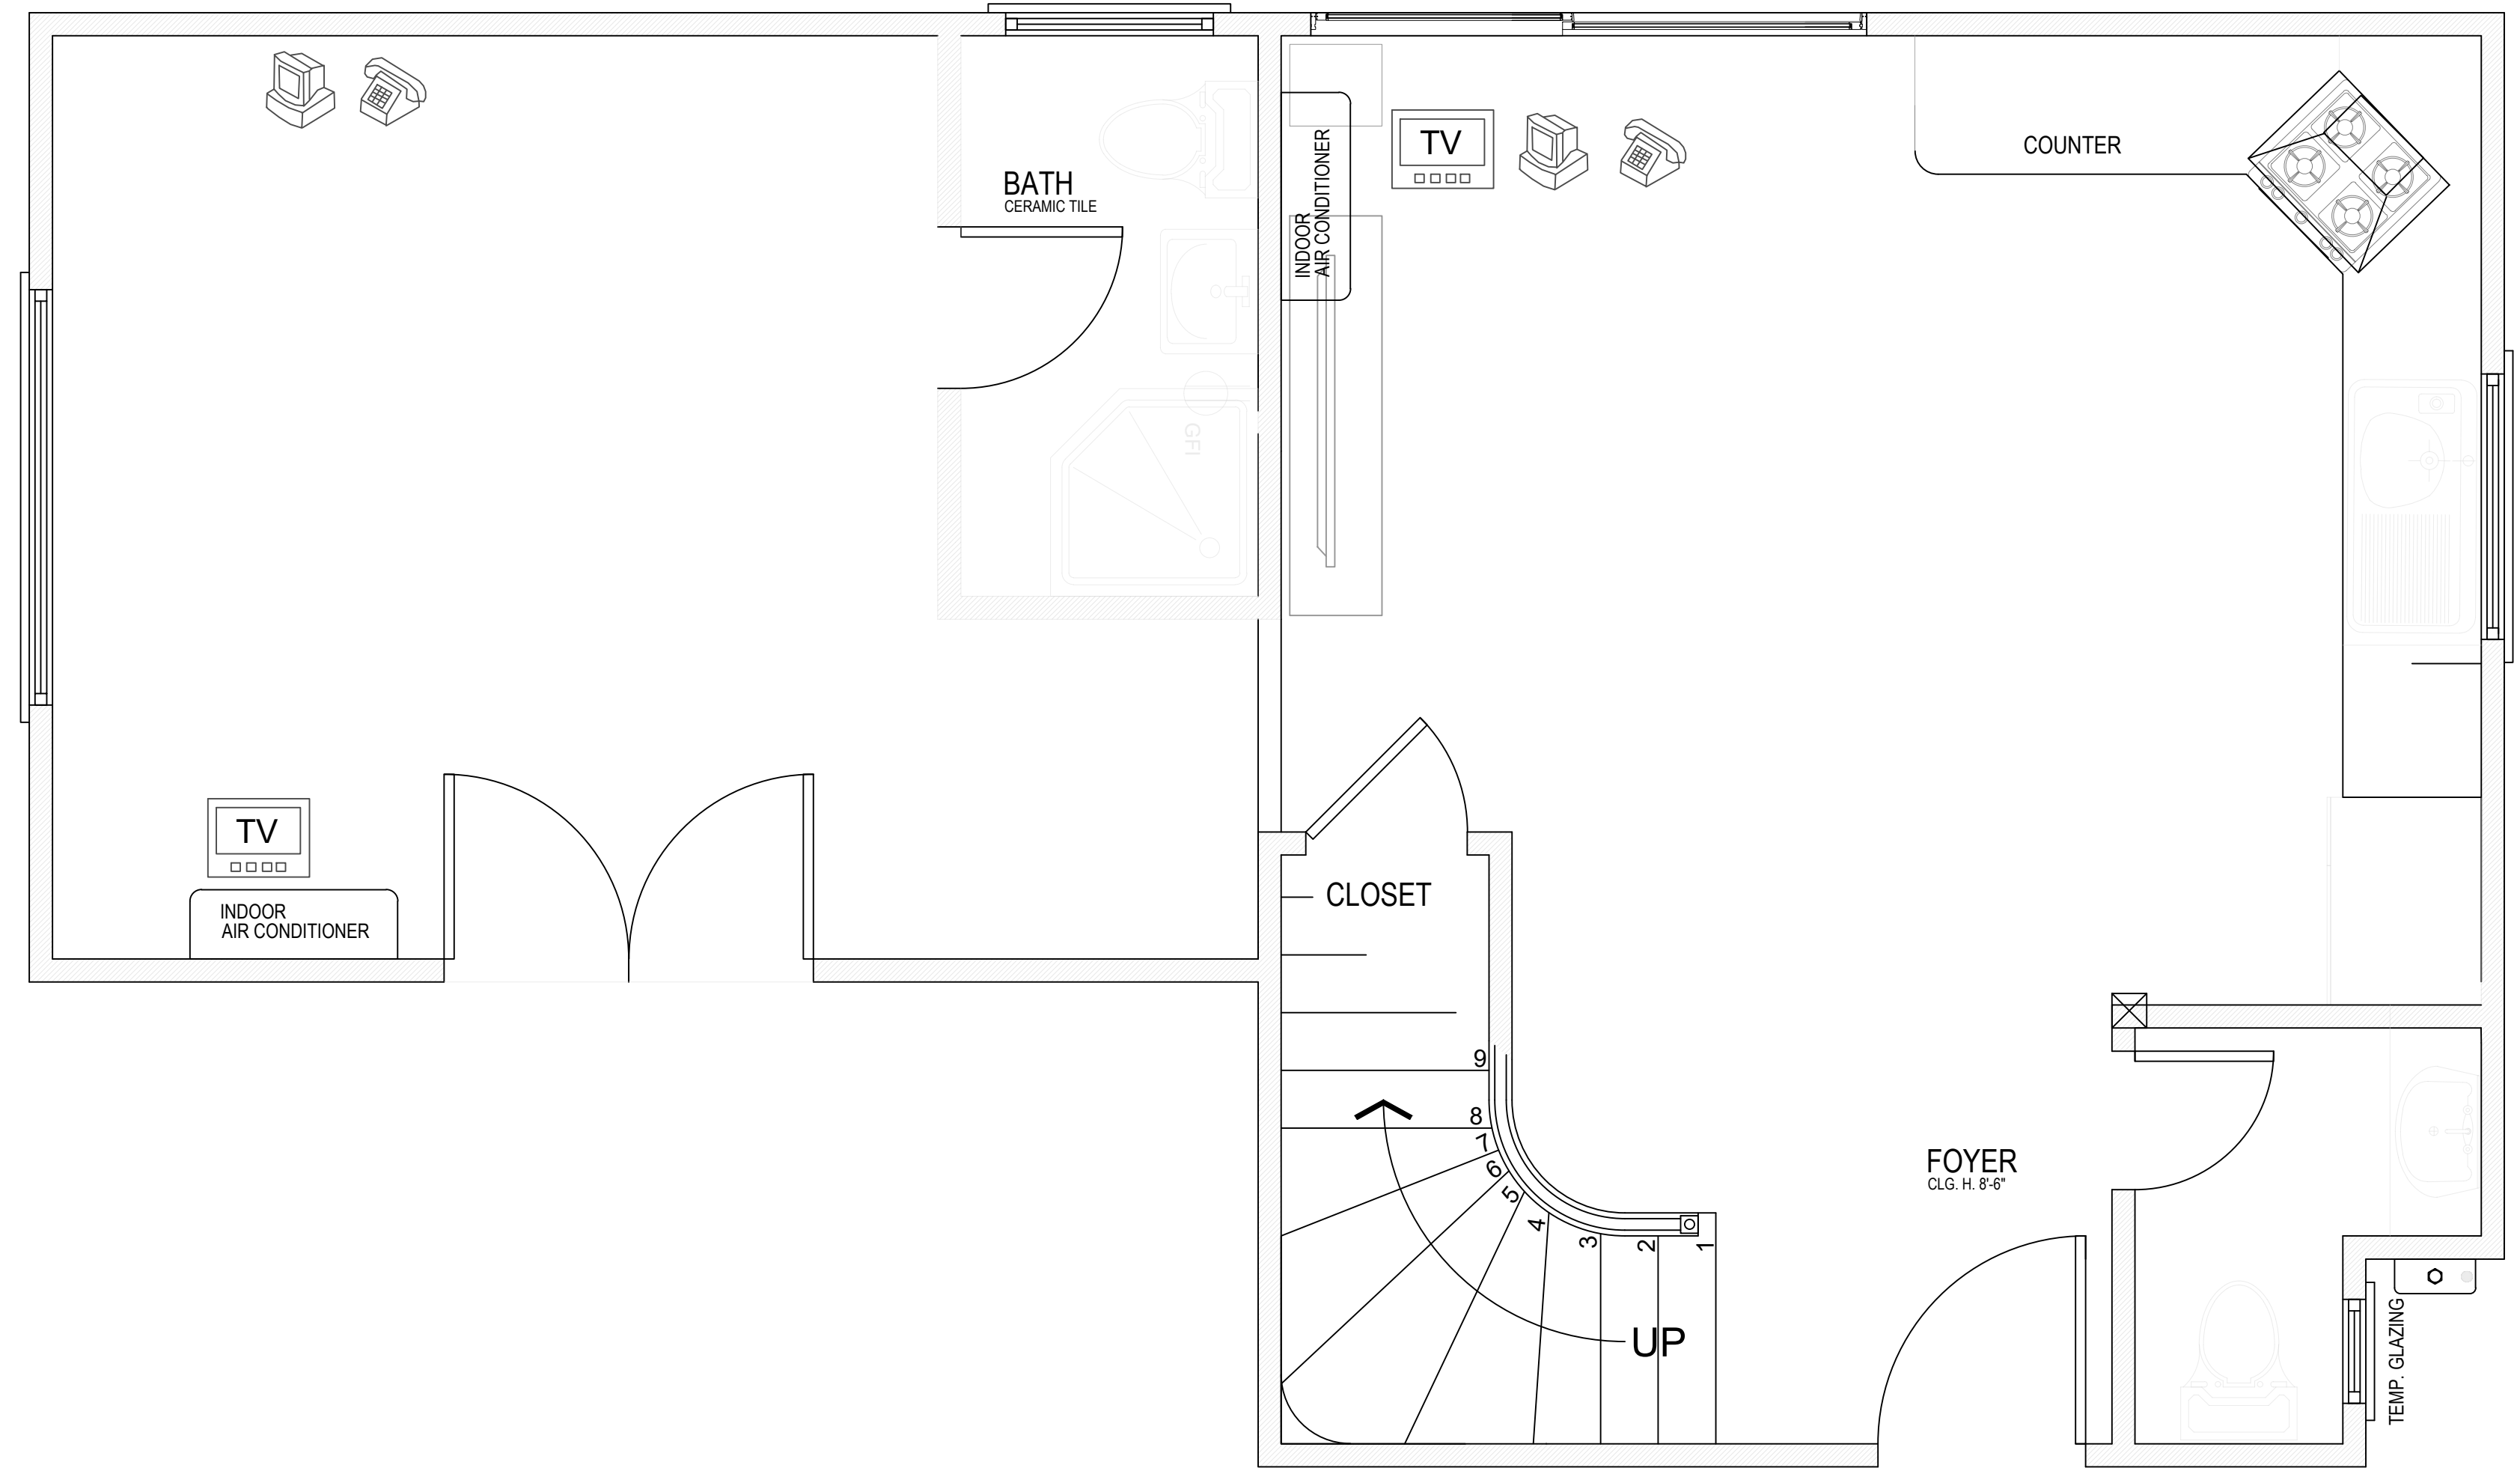 BATH
CERAMIC TILE
INDOOR
AIR CONDITIONER
TV
COUNTER
GFI
TV
INDOOR
AIR CONDITIONER
CLOSET
9
8
7
6
5
4
3
2
1
UP
FOYER
CLG. H. 8'-6"
TEMP. GLAZING